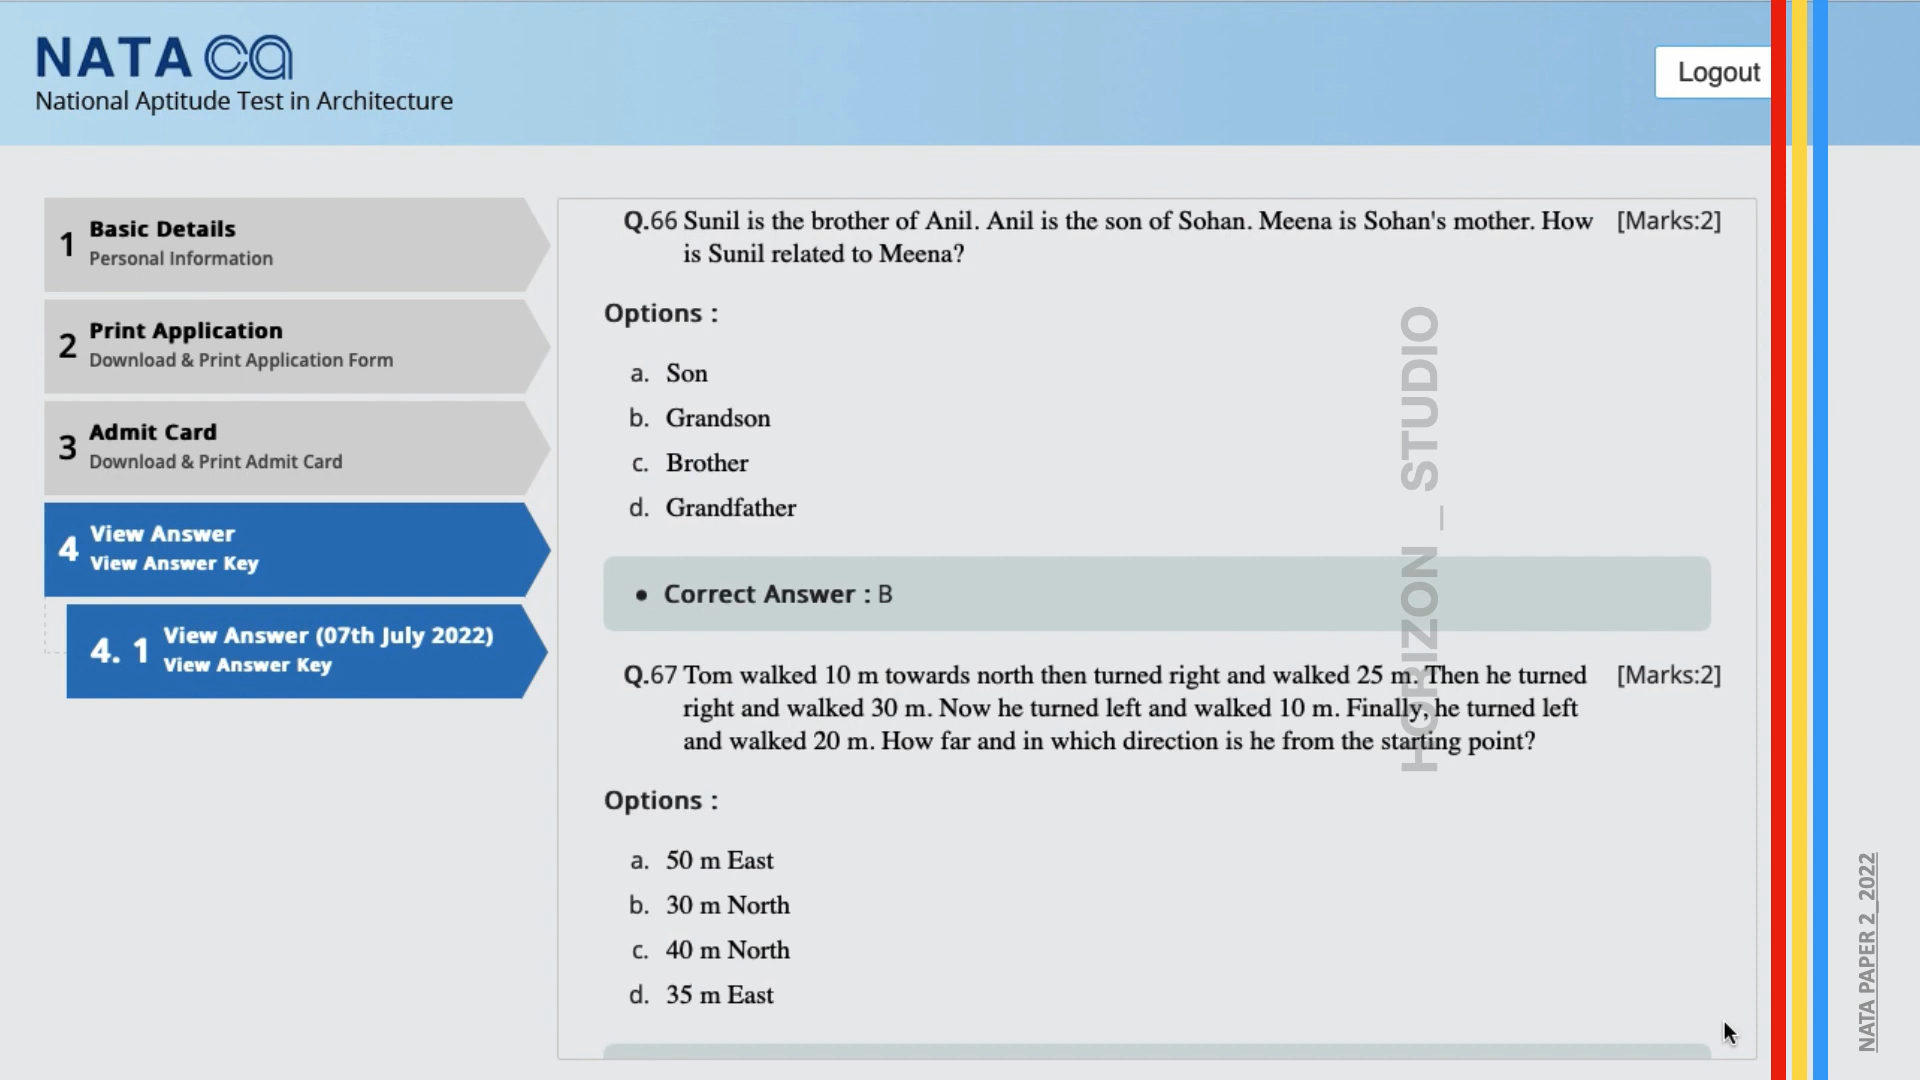 NATA ca
National Aptitude Test in Architecture
Logout
1
Basic Details
Personal Information
2
Print Application
Download & Print Application Form
3
Admit Card
Download & Print Admit Card
4
View Answer
View Answer Key
4. 1
View Answer (07th July 2022)
View Answer Key
Q.66 Sunil is the brother of Anil. Anil is the son of Sohan. Meena is Sohan's mother. How [Marks:2]
is Sunil related to Meena?
Options :
a. Son
b. Grandson
c. Brother
d. Grandfather
• Correct Answer : B
Q.67 Tom walked 10 m towards north then turned right and walked 25 m. Then he turned [Marks:2]
right and walked 30 m. Now he turned left and walked 10 m. Finally, he turned left
and walked 20 m. How far and in which direction is he from the starting point?
Options :
a. 50 m East
b. 30 m North
c. 40 m North
d. 35 m East
HORIZON _ STUDIO
NATA PAPER 2_2022